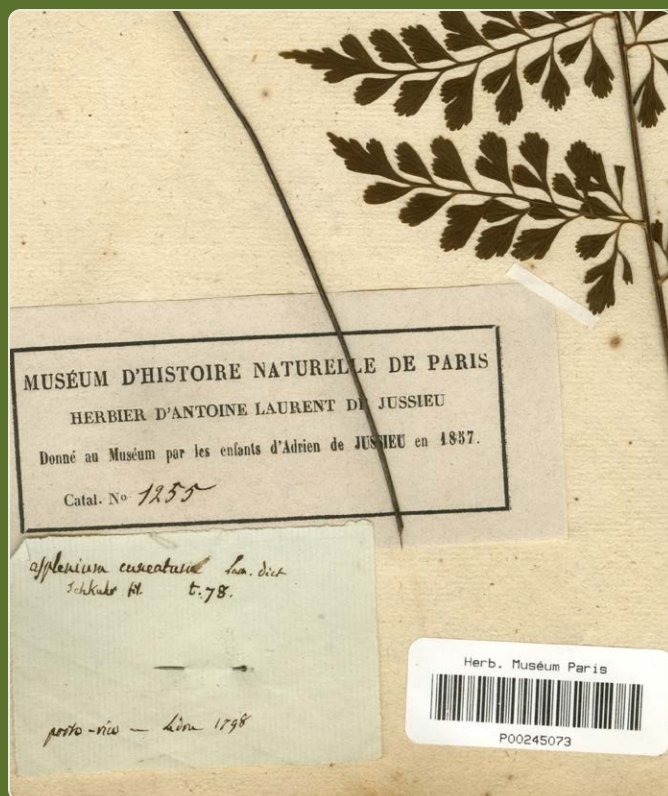 MUSÉUM D'HISTOIRE NATURELLE DE PARIS
HERBIER D'ANTOINE LAURENT DE JUSSIEU
Donné au Muséum par les enfants d'Adrien de JUSSIEU en 1857.
Catal. No 1255
asplenium cuneatum Lam. dict
Schkuhr fil. t. 78.
porto-rico — Ledru 1798
Herb. Muséum Paris
P00245073